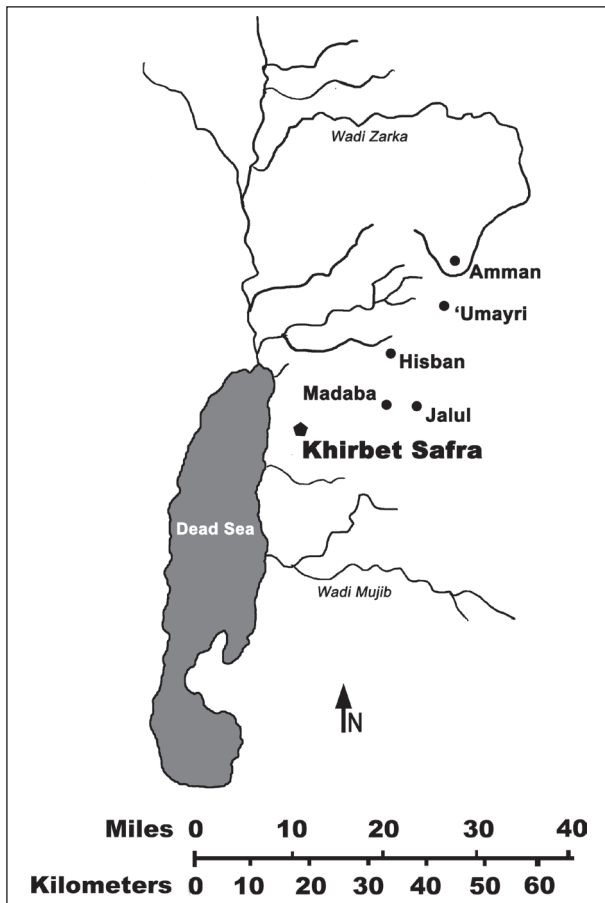 Wadi Zarka
Amman
‘Umayri
Hisban
Madaba
Jalul
Khirbet Safra
Dead Sea
Wadi Mujib
N
Miles 0 10 20 30 40
Kilometers 0 10 20 30 40 50 60